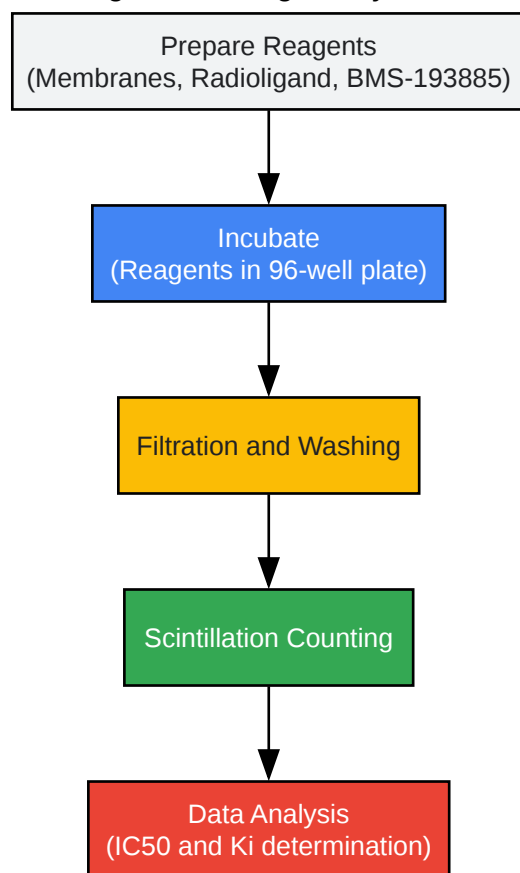 Prepare Reagents
(Membranes, Radioligand, BMS-193885)
Incubate
(Reagents in 96-well plate)
Filtration and Washing
Scintillation Counting
Data Analysis
(IC50 and Ki determination)